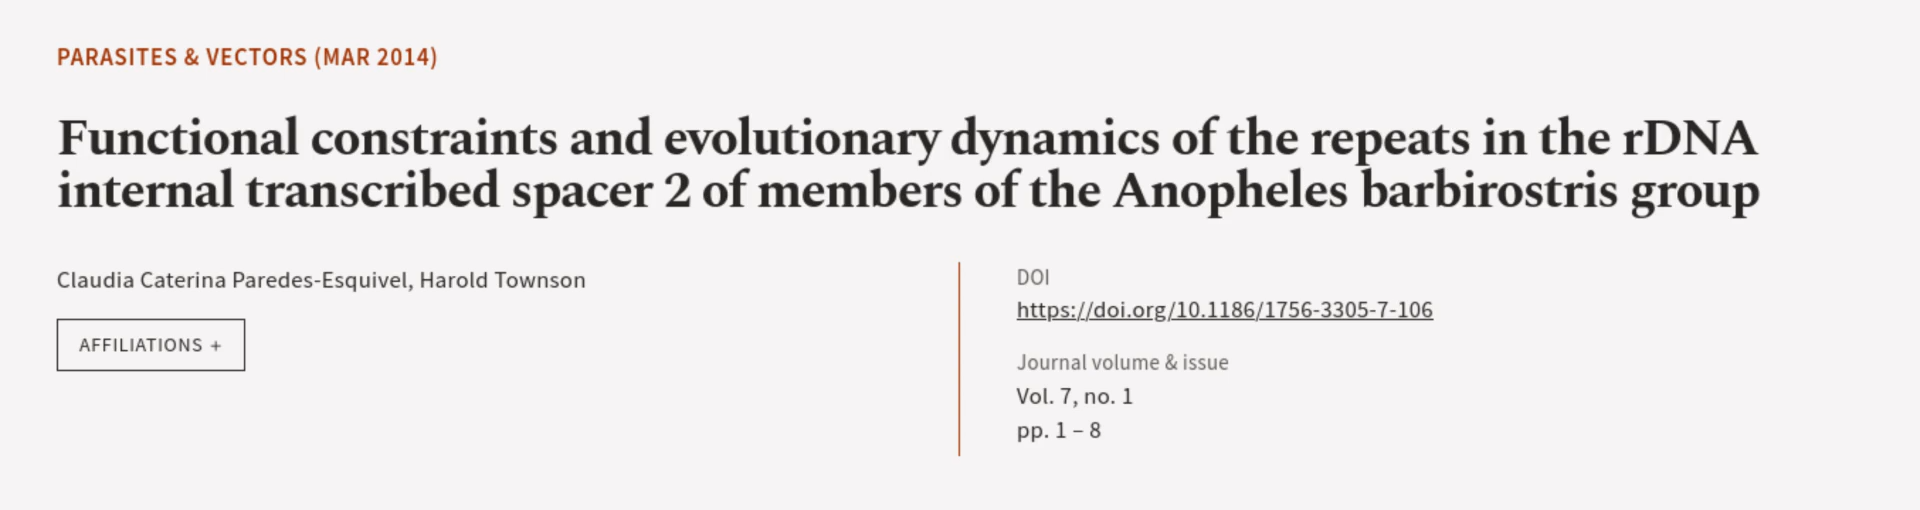 PARASITES & VECTORS (MAR 2014)
Functional constraints and evolutionary dynamics of the repeats in the rDNA
internal transcribed spacer 2 of members of the Anopheles barbirostris group
Claudia Caterina Paredes-Esquivel, Harold Townson
AFFILIATIONS +
DOI
https://doi.org/10.1186/1756-3305-7-106
Journal volume & issue
Vol. 7, no. 1
pp. 1 – 8